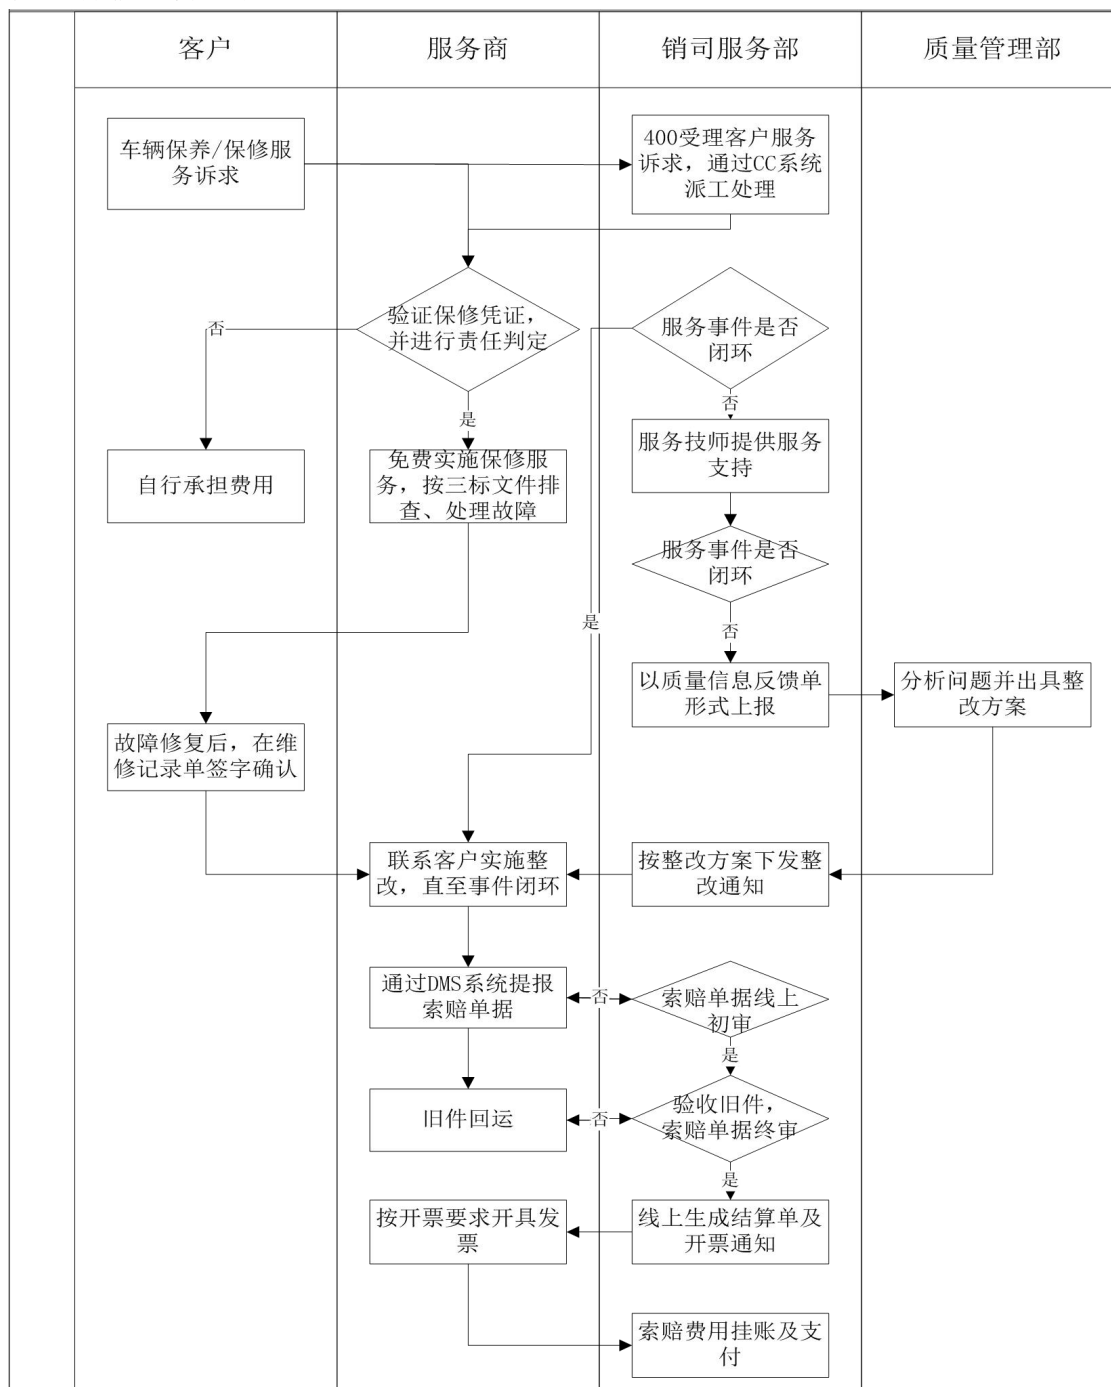 客户
服务商
销司服务部
质量管理部
车辆保养/保修服
务诉求
400受理客户服务
诉求，通过CC系统
派工处理
验证保修凭证，
并进行责任判定
服务事件是否
闭环
否
是
否
服务技师提供服务
支持
自行承担费用
免费实施保修服
务，按三标文件排
查、处理故障
服务事件是否
闭环
是
否
以质量信息反馈单
形式上报
分析问题并出具整
改方案
故障修复后，在维
修记录单签字确认
联系客户实施整
改，直至事件闭环
按整改方案下发整
改通知
通过DMS系统提报
索赔单据
否
索赔单据线上
初审
是
旧件回运
否
验收旧件，
索赔单据终审
是
按开票要求开具发
票
线上生成结算单及
开票通知
索赔费用挂账及支
付